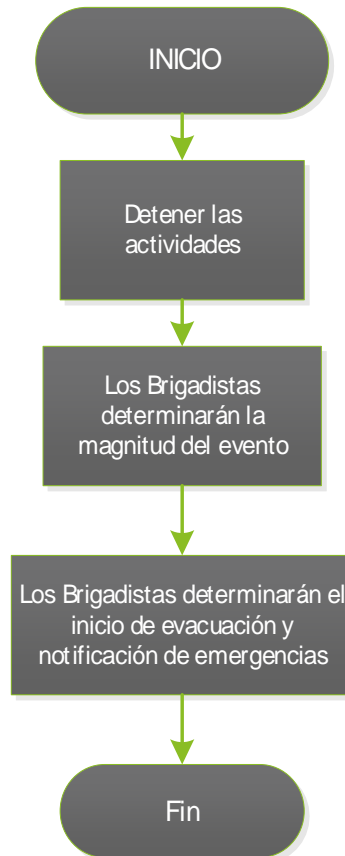 INICIO
Detener las
actividades
Los Brigadistas
determinarán la
magnitud del evento
Los Brigadistas determinarán el
inicio de evacuación y
notificación de emergencias
Fin